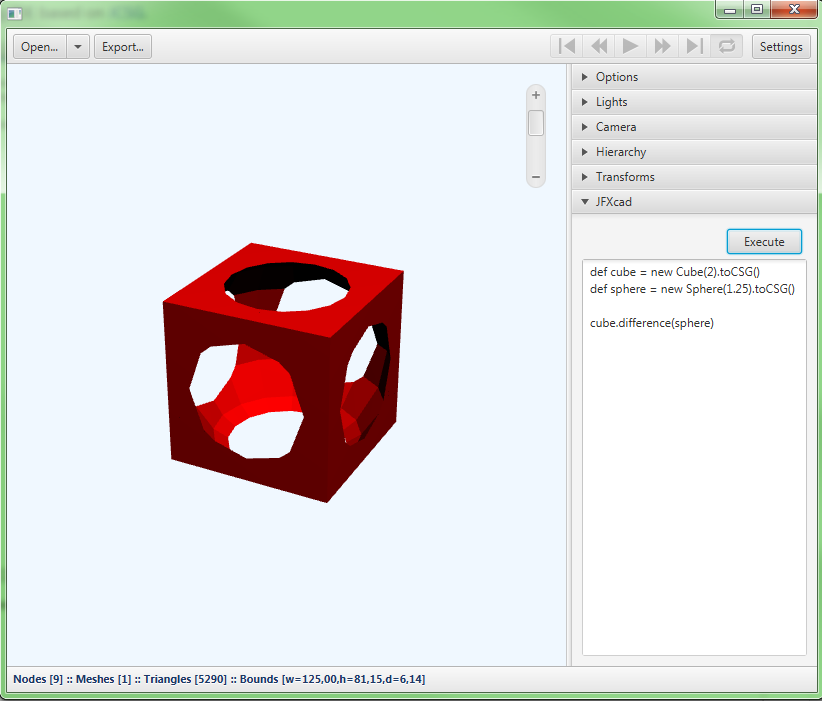 Open...
Export...
Settings
Options
Lights
Camera
Hierarchy
Transforms
JFXcad
Execute
def cube = new Cube(2).toCSG()
def sphere = new Sphere(1.25).toCSG()
cube.difference(sphere)
Nodes [9] :: Meshes [1] :: Triangles [5290] :: Bounds [w=125,00,h=81,15,d=6,14]